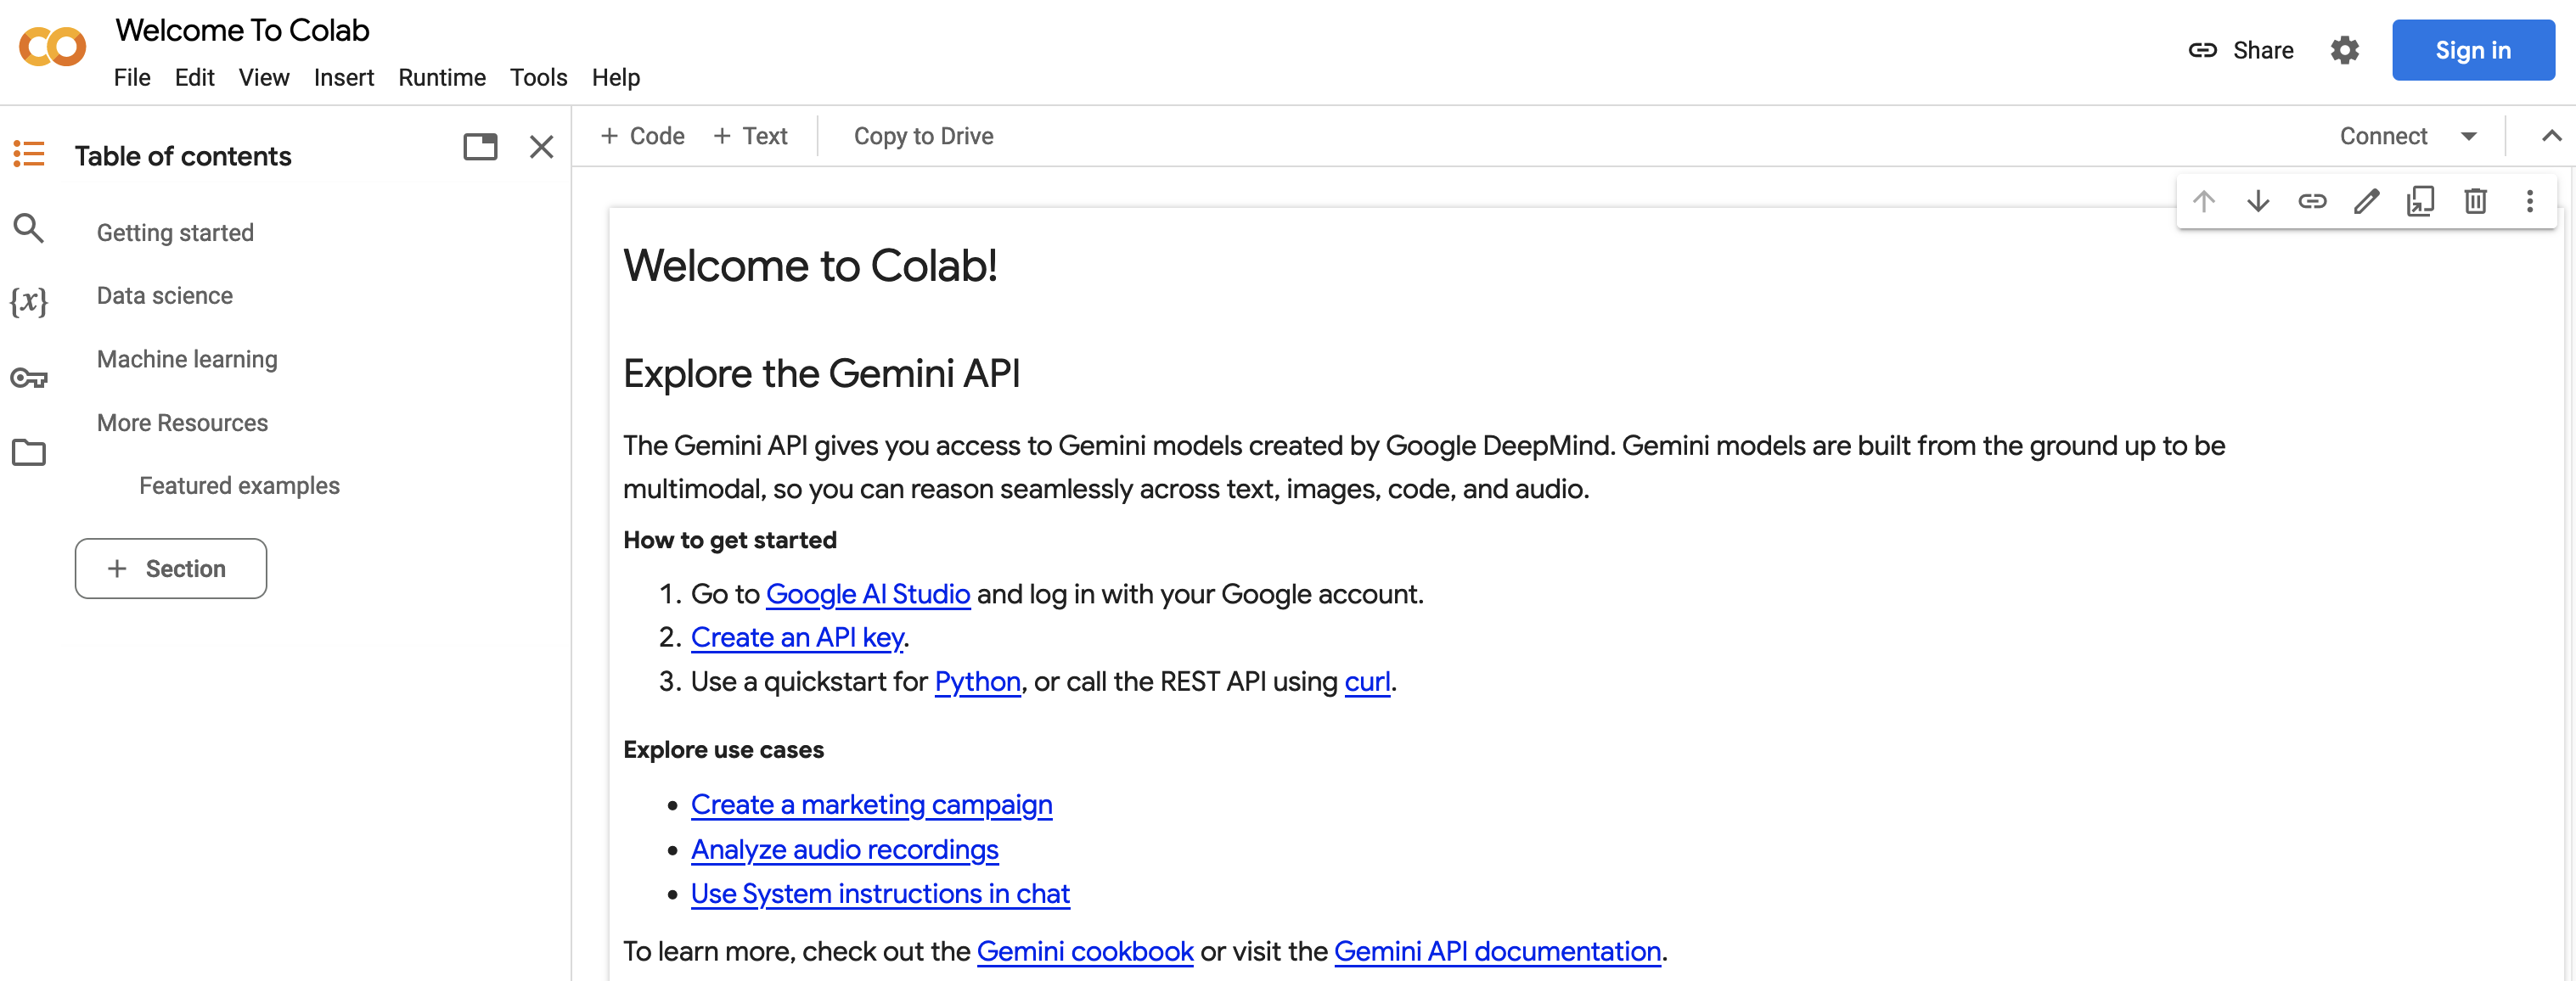 Welcome To Colab
File Edit View Insert Runtime Tools Help
Share
Sign in
Table of contents
Getting started
Data science
{x}
Machine learning
More Resources
Featured examples
+ Section
+ Code + Text Copy to Drive
Connect
Welcome to Colab!
Explore the Gemini API
The Gemini API gives you access to Gemini models created by Google DeepMind. Gemini models are built from the ground up to be
multimodal, so you can reason seamlessly across text, images, code, and audio.
How to get started
1. Go to Google AI Studio and log in with your Google account.
2. Create an API key.
3. Use a quickstart for Python, or call the REST API using curl.
Explore use cases
• Create a marketing campaign
• Analyze audio recordings
• Use System instructions in chat
To learn more, check out the Gemini cookbook or visit the Gemini API documentation.